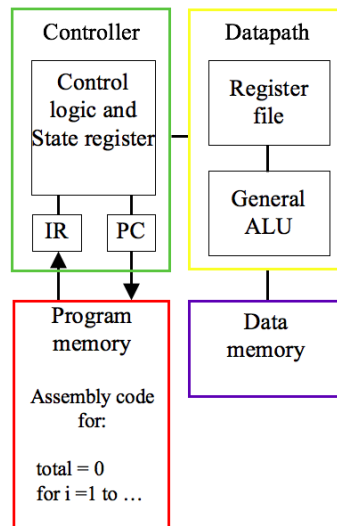 Controller
Control
logic and
State register
IR
PC
Datapath
Register
file
General
ALU
Program
memory
Assembly code
for:
total = 0
for i =1 to …
Data
memory